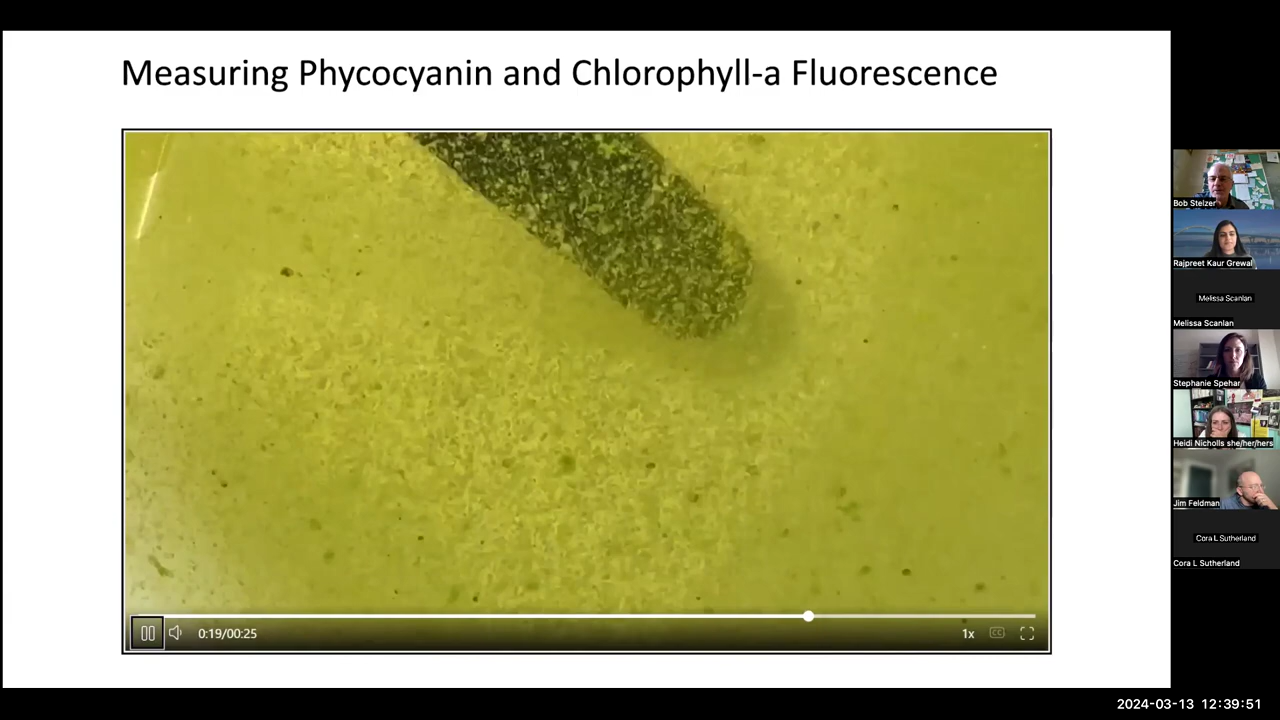 Measuring Phycocyanin and Chlorophyll-a Fluorescence
Bob Stelzer
Rajpreet Kaur Grewal
Melissa Scanlan
Melissa Scanlan
Stephanie Spehar
Heidi Nicholls she/her/hers
Jim Feldman
Cora L Sutherland
Cora L Sutherland
0:19/00:25
1x
CC
2024-03-13 12:39:51